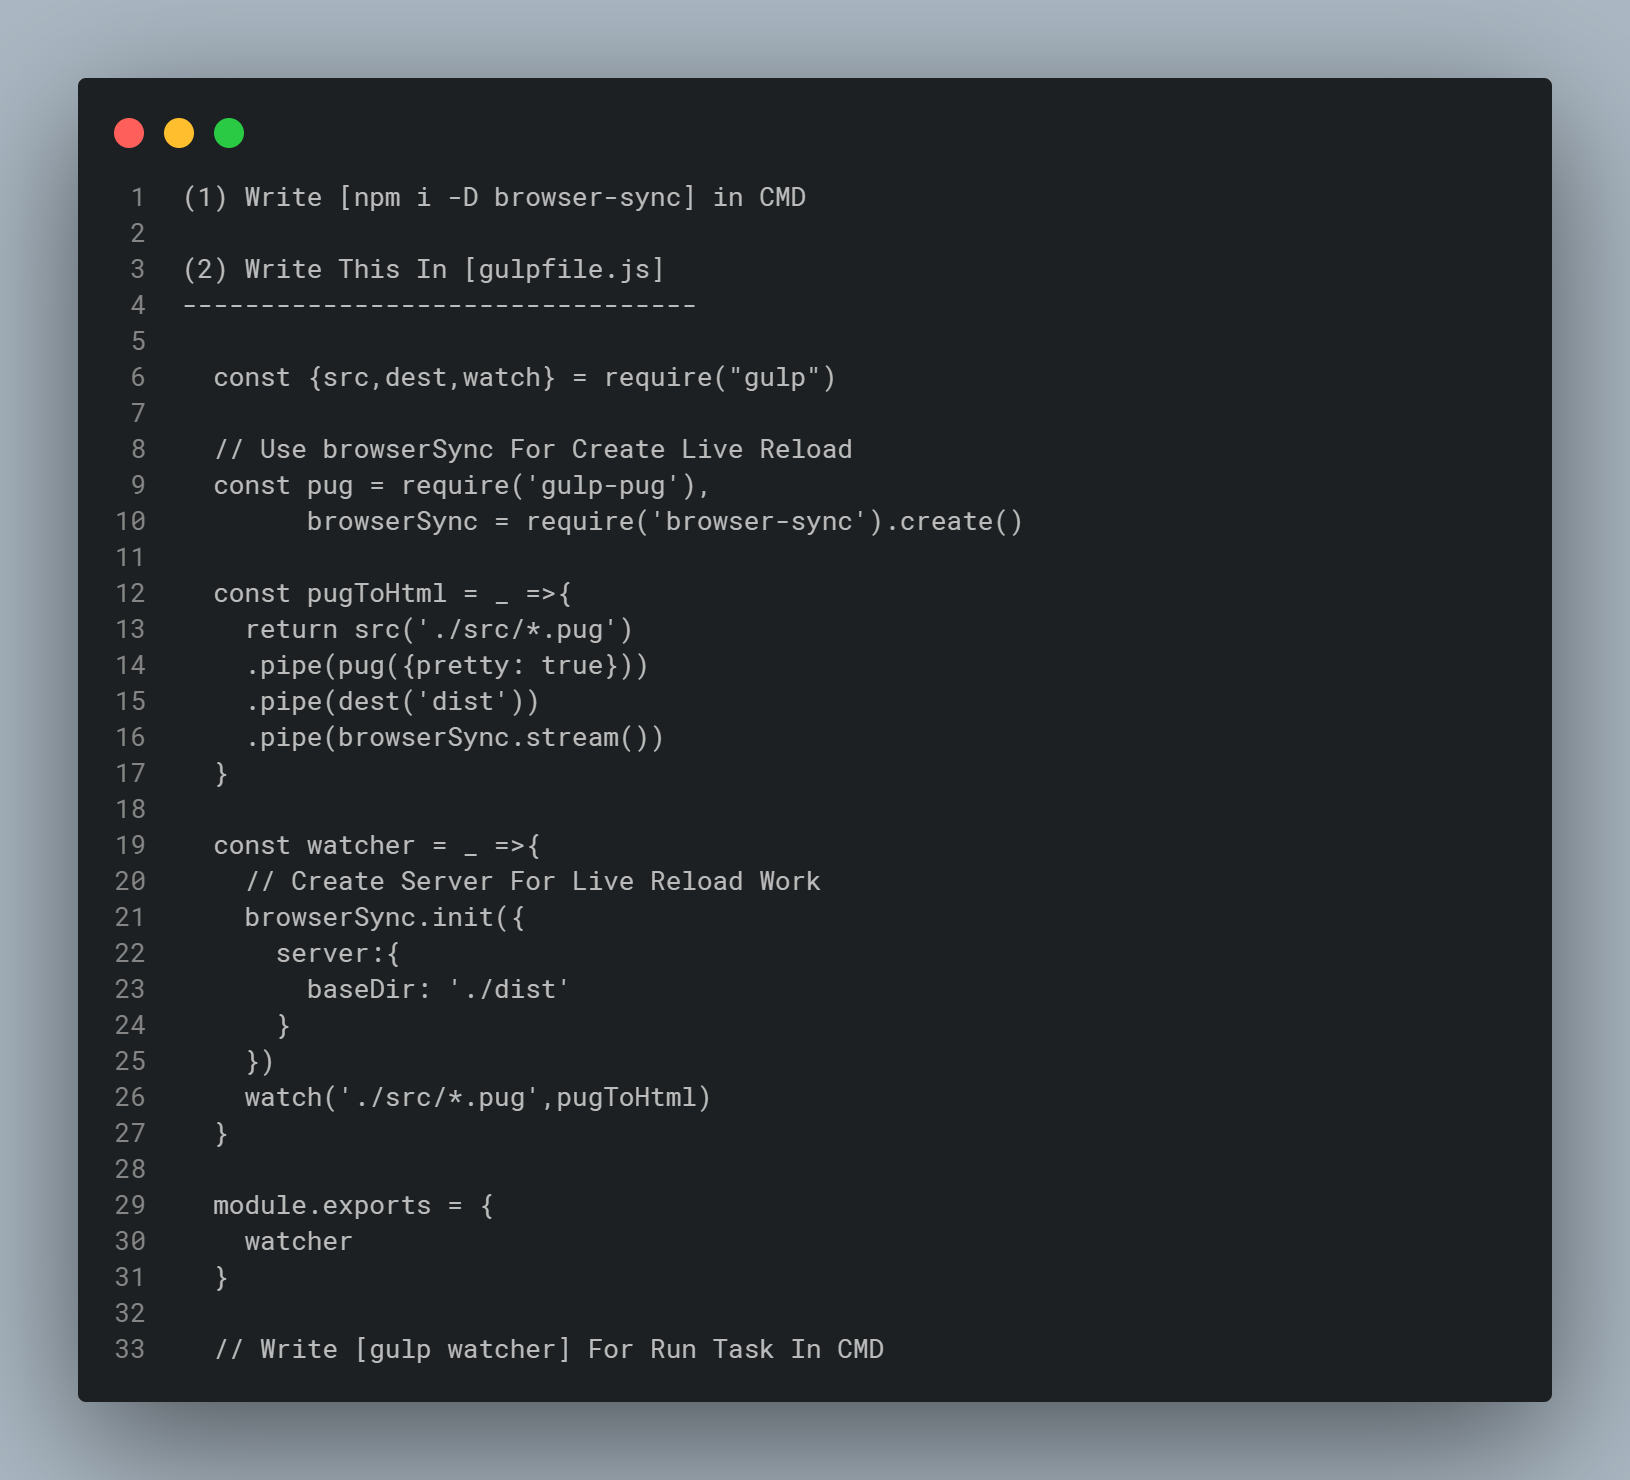 1 (1) Write [npm i -D browser-sync] in CMD
2
3 (2) Write This In [gulpfile.js]
4 ---------------------------------
5
6   const {src,dest,watch} = require("gulp")
7
8   // Use browserSync For Create Live Reload
9   const pug = require('gulp-pug'),
10         browserSync = require('browser-sync').create()
11
12   const pugToHtml = _ =>{
13     return src('./src/*.pug')
14     .pipe(pug({pretty: true}))
15     .pipe(dest('dist'))
16     .pipe(browserSync.stream())
17   }
18
19   const watcher = _ =>{
20     // Create Server For Live Reload Work
21     browserSync.init({
22       server:{
23         baseDir: './dist'
24       }
25     })
26     watch('./src/*.pug',pugToHtml)
27   }
28
29   module.exports = {
30     watcher
31   }
32
33   // Write [gulp watcher] For Run Task In CMD